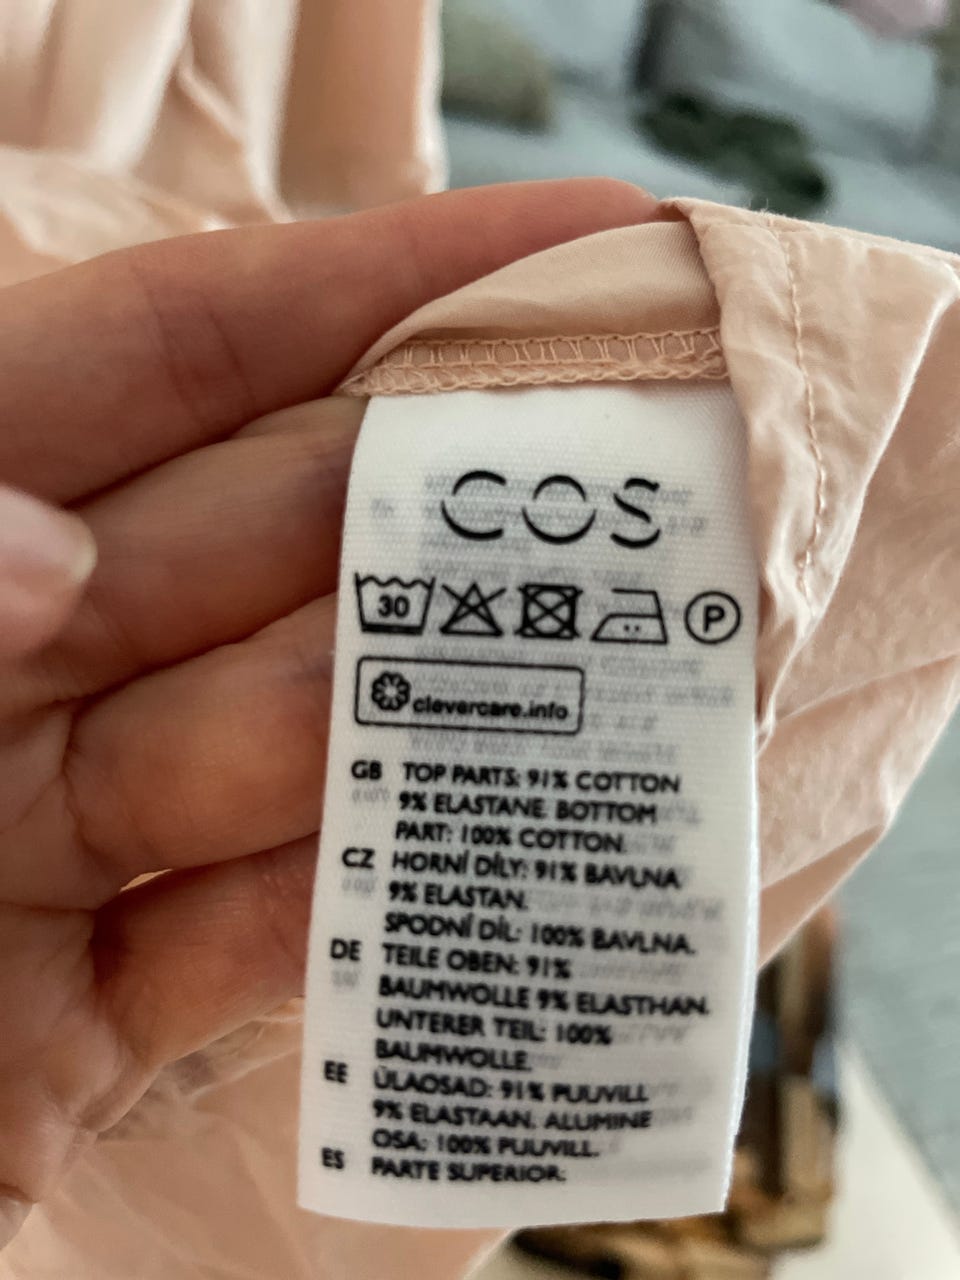 COS
30
P
clevercare.info
GB TOP PARTS: 91% COTTON
9% ELASTANE. BOTTOM
PART: 100% COTTON.
CZ HORNÍ DÍLY: 91% BAVLNA
9% ELASTAN.
SPODNÍ DÍL: 100% BAVLNA.
DE TEILE OBEN: 91%
BAUMWOLLE 9% ELASTHAN.
UNTERER TEIL: 100%
BAUMWOLLE.
EE ÜLAOSAD: 91% PUUVILL
9% ELASTAAN. ALUMINE
OSA: 100% PUUVILL.
ES PARTE SUPERIOR: